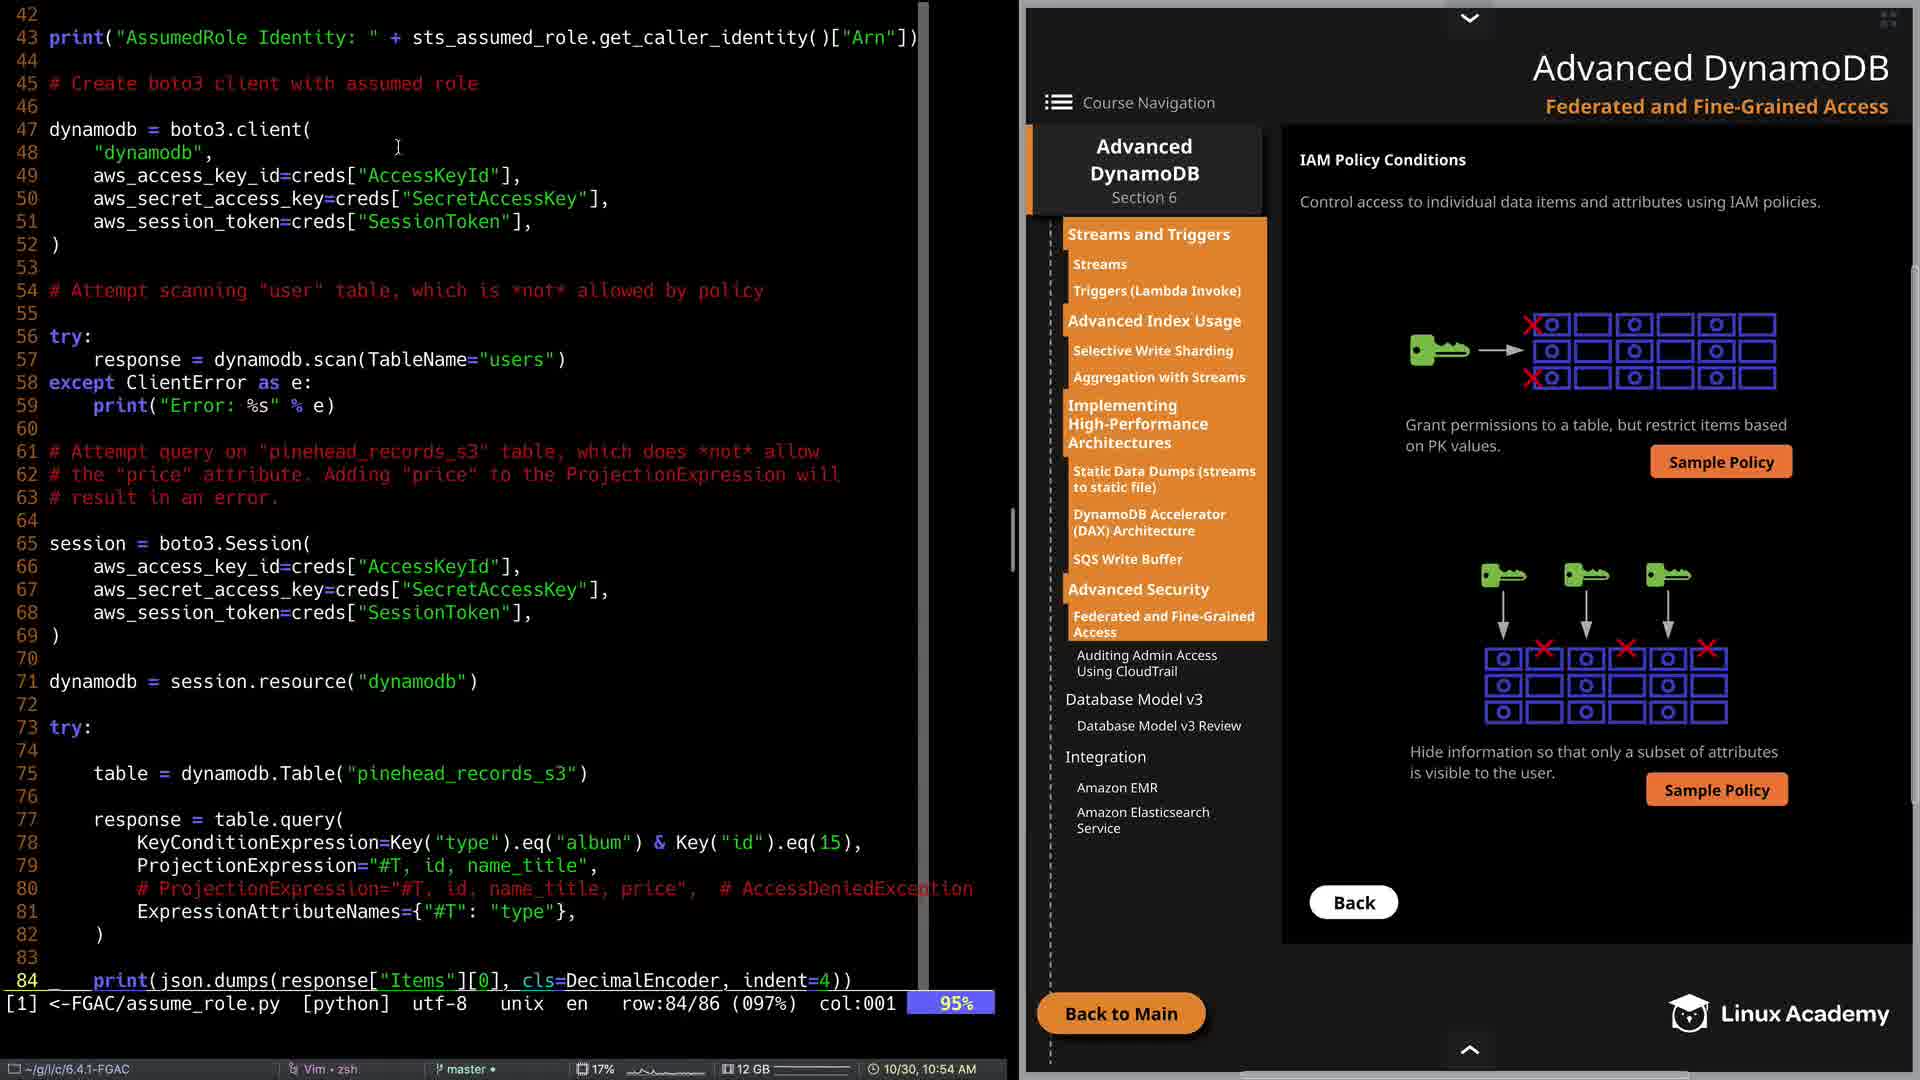 42
43 print("AssumedRole Identity: " + sts_assumed_role.get_caller_identity()["Arn"])
44
45 # Create boto3 client with assumed role
46
47 dynamodb = boto3.client(
48     "dynamodb",
49     aws_access_key_id=creds["AccessKeyId"],
50     aws_secret_access_key=creds["SecretAccessKey"],
51     aws_session_token=creds["SessionToken"],
52 )
53
54 # Attempt scanning "user" table, which is *not* allowed by policy
55
56 try:
57     response = dynamodb.scan(TableName="users")
58 except ClientError as e:
59     print("Error: %s" % e)
60
61 # Attempt query on "pinehead_records_s3" table, which does *not* allow
62 # the "price" attribute. Adding "price" to the ProjectionExpression will
63 # result in an error.
64
65 session = boto3.Session(
66     aws_access_key_id=creds["AccessKeyId"],
67     aws_secret_access_key=creds["SecretAccessKey"],
68     aws_session_token=creds["SessionToken"],
69 )
70
71 dynamodb = session.resource("dynamodb")
72
73 try:
74
75     table = dynamodb.Table("pinehead_records_s3")
76
77     response = table.query(
78         KeyConditionExpression=Key("type").eq("album") & Key("id").eq(15),
79         ProjectionExpression="#T, id, name_title",
80         # ProjectionExpression="#T, id, name_title, price",  # AccessDeniedException
81         ExpressionAttributeNames={"#T": "type"},
82     )
83
84     print(json.dumps(response["Items"][0], cls=DecimalEncoder, indent=4))
[1] <-FGAC/assume_role.py [python] utf-8 unix en row:84/86 (097%) col:001 95%
~/g/l/c/6.4.1-FGAC Vim • zsh master • 17% 12 GB 10/30, 10:54 AM
Advanced DynamoDB
Federated and Fine-Grained Access
Course Navigation
Advanced
DynamoDB
Section 6
Streams and Triggers
Streams
Triggers (Lambda Invoke)
Advanced Index Usage
Selective Write Sharding
Aggregation with Streams
Implementing
High-Performance
Architectures
Static Data Dumps (streams
to static file)
DynamoDB Accelerator
(DAX) Architecture
SQS Write Buffer
Advanced Security
Federated and Fine-Grained
Access
Auditing Admin Access
Using CloudTrail
Database Model v3
Database Model v3 Review
Integration
Amazon EMR
Amazon Elasticsearch
Service
Back to Main
IAM Policy Conditions
Control access to individual data items and attributes using IAM policies.
Grant permissions to a table, but restrict items based
on PK values.
Sample Policy
Hide information so that only a subset of attributes
is visible to the user.
Sample Policy
Back
Linux Academy